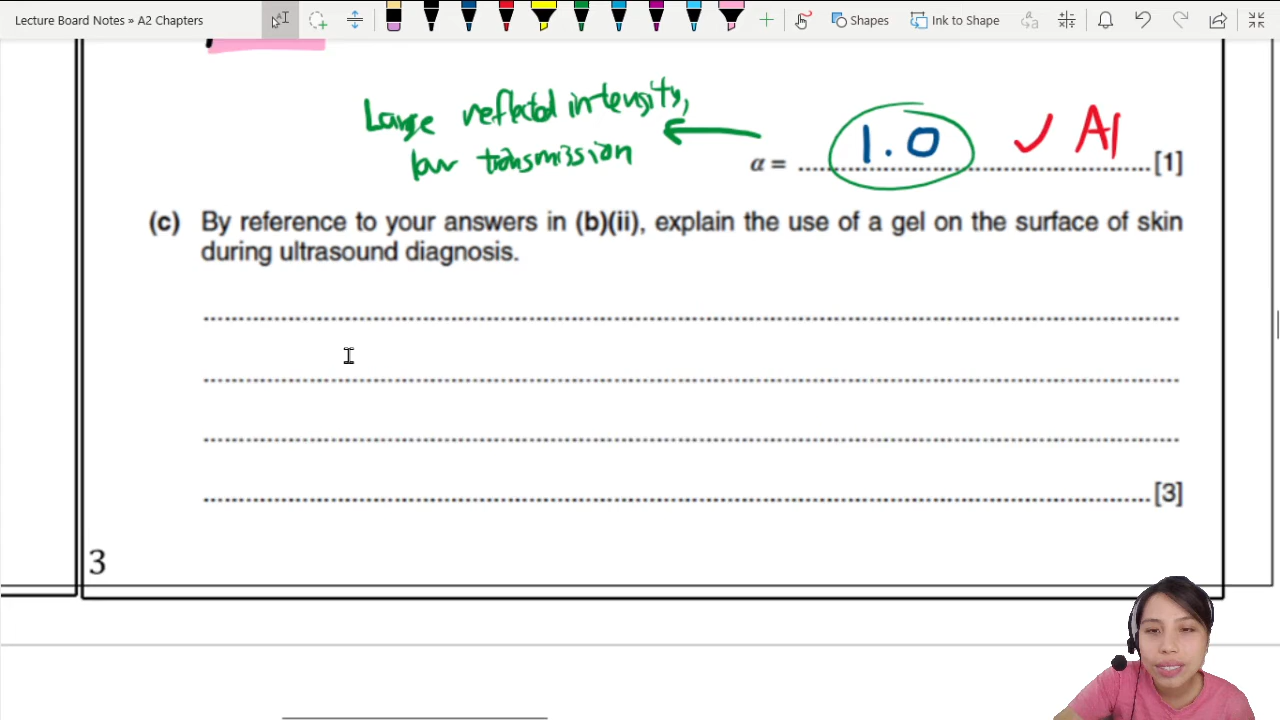 Lecture Board Notes » A2 Chapters
Shapes
Ink to Shape
Large reflected intensity,
low transmission
α = 1.0 ✓ A1 [1]
(c) By reference to your answers in (b)(ii), explain the use of a gel on the surface of skin
during ultrasound diagnosis.
[3]
3